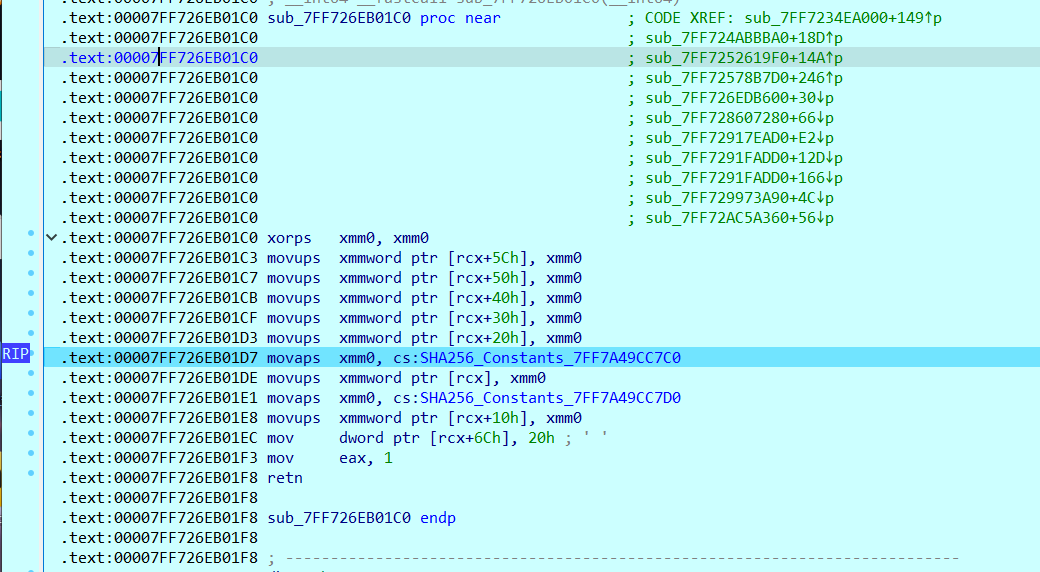 .text:00007FF726EB01C0 ; __int64 __fastcall sub_7FF726EB01C0(__int64)
.text:00007FF726EB01C0 sub_7FF726EB01C0 proc near ; CODE XREF: sub_7FF7234EA000+149↑p
.text:00007FF726EB01C0 ; sub_7FF724ABBBA0+18D↑p
.text:00007FF726EB01C0 ; sub_7FF7252619F0+14A↑p
.text:00007FF726EB01C0 ; sub_7FF72578B7D0+246↑p
.text:00007FF726EB01C0 ; sub_7FF726EDB600+30↓p
.text:00007FF726EB01C0 ; sub_7FF728607280+66↓p
.text:00007FF726EB01C0 ; sub_7FF72917EAD0+E2↓p
.text:00007FF726EB01C0 ; sub_7FF7291FADD0+12D↓p
.text:00007FF726EB01C0 ; sub_7FF7291FADD0+166↓p
.text:00007FF726EB01C0 ; sub_7FF729973A90+4C↓p
.text:00007FF726EB01C0 ; sub_7FF72AC5A360+56↓p
.text:00007FF726EB01C0 xorps xmm0, xmm0
.text:00007FF726EB01C3 movups xmmword ptr [rcx+5Ch], xmm0
.text:00007FF726EB01C7 movups xmmword ptr [rcx+50h], xmm0
.text:00007FF726EB01CB movups xmmword ptr [rcx+40h], xmm0
.text:00007FF726EB01CF movups xmmword ptr [rcx+30h], xmm0
.text:00007FF726EB01D3 movups xmmword ptr [rcx+20h], xmm0
RIP .text:00007FF726EB01D7 movaps xmm0, cs:SHA256_Constants_7FF7A49CC7C0
.text:00007FF726EB01DE movups xmmword ptr [rcx], xmm0
.text:00007FF726EB01E1 movaps xmm0, cs:SHA256_Constants_7FF7A49CC7D0
.text:00007FF726EB01E8 movups xmmword ptr [rcx+10h], xmm0
.text:00007FF726EB01EC mov dword ptr [rcx+6Ch], 20h ; ' '
.text:00007FF726EB01F3 mov eax, 1
.text:00007FF726EB01F8 retn
.text:00007FF726EB01F8
.text:00007FF726EB01F8 sub_7FF726EB01C0 endp
.text:00007FF726EB01F8
.text:00007FF726EB01F8 ; ---------------------------------------------------------------------------